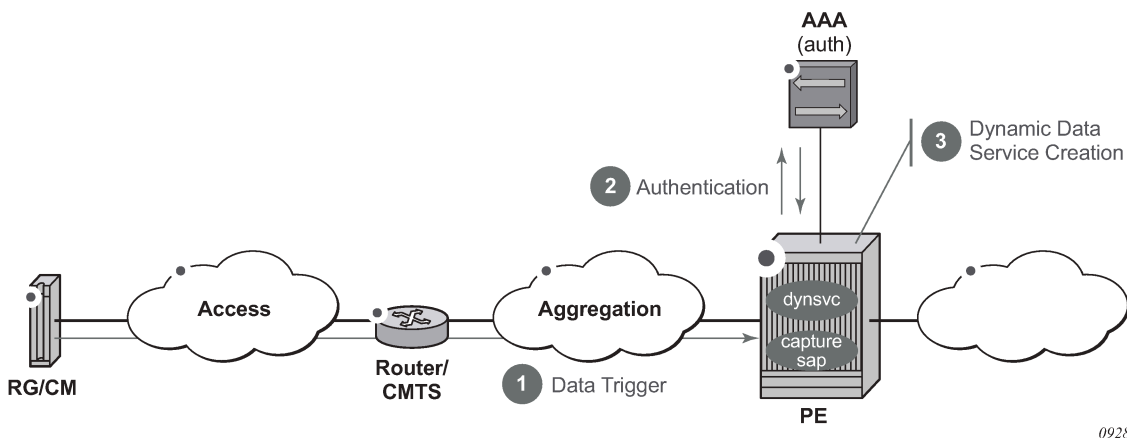 AAA
(auth)
3
Dynamic Data
Service Creation
2
Authentication
dynsvc
Access
Aggregation
capture
sap
Router/
CMTS
RG/CM
1
Data Trigger
PE
0928